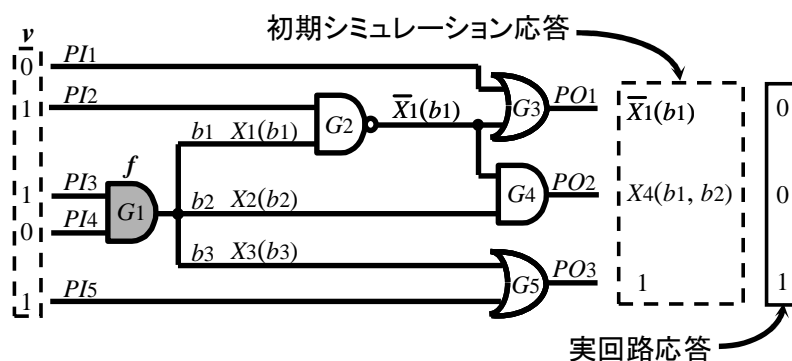 初期シミュレーション応答
v
0 PI1
1 PI2
1 PI3
0 PI4
1 PI5
f
G1
b1 X1(b1)
b2 X2(b2)
b3 X3(b3)
G2
X̅1(b1)
G3
G4
G5
PO1
PO2
PO3
X̅1(b1)
X4(b1, b2)
1
0
0
1
実回路応答